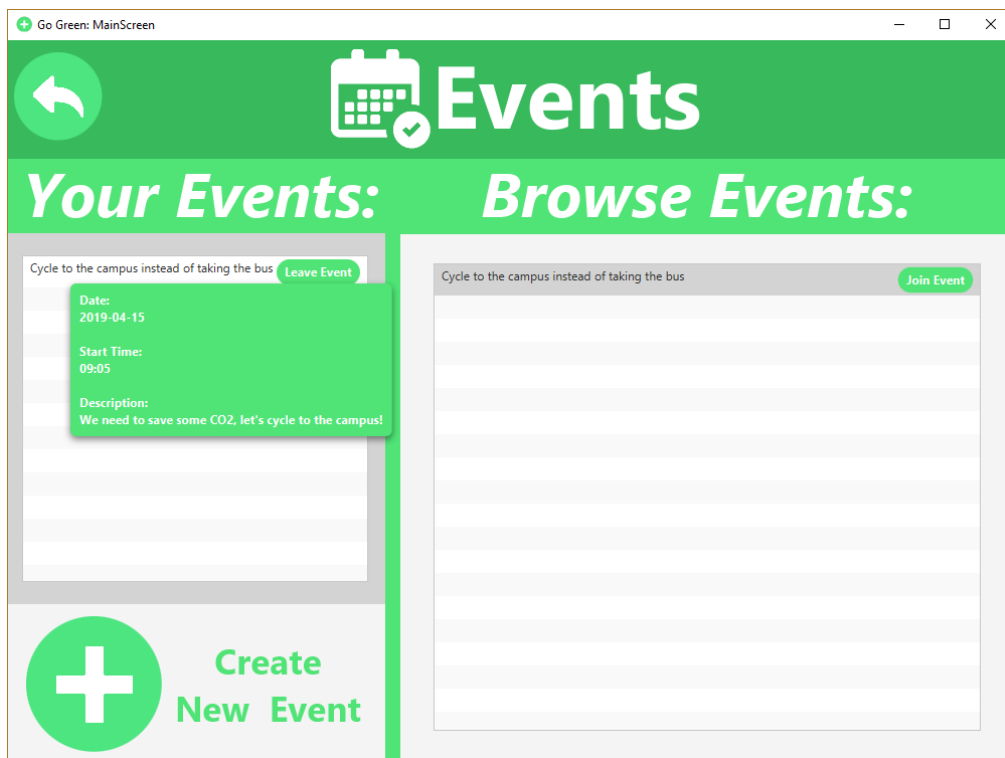 Go Green: MainScreen
Events
Your Events:
Browse Events:
Cycle to the campus instead of taking the bus
Leave Event
Date:
2019-04-15
Start Time:
09:05
Description:
We need to save some CO2, let's cycle to the campus!
Create
New Event
Cycle to the campus instead of taking the bus
Join Event